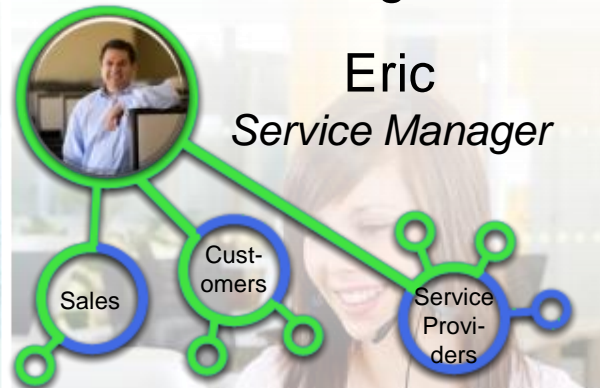 Eric
Service Manager
Cust-
omers
Sales
Service
Provi-
ders